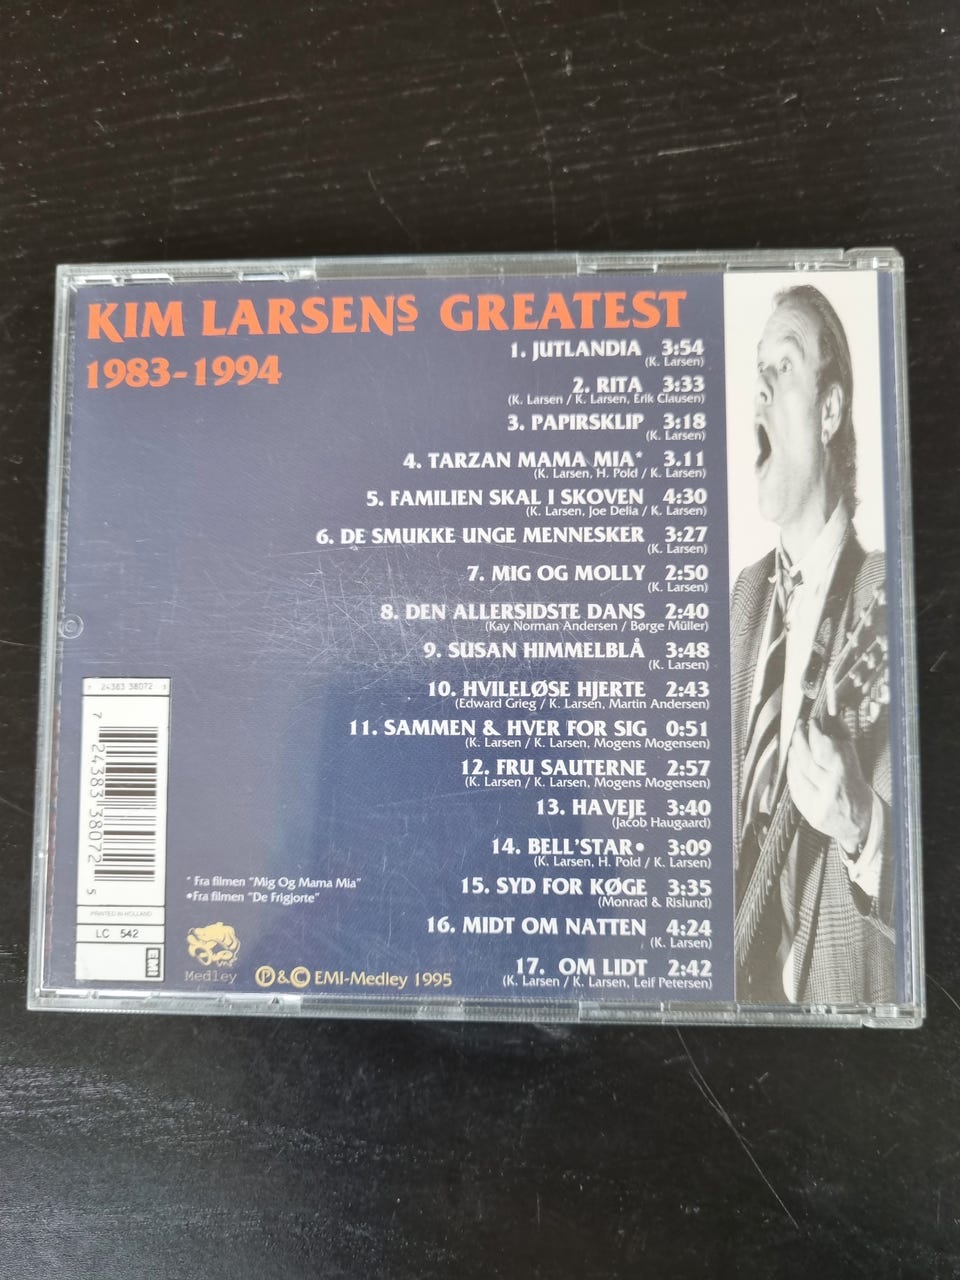 KIM LARSENS GREATEST
1983-1994
1. JUTLANDIA 3:54
(K. Larsen)
2. RITA 3:33
(K. Larsen / K. Larsen, Erik Clausen)
3. PAPIRSKLIP 3:18
(K. Larsen)
4. TARZAN MAMA MIA* 3.11
(K. Larsen, H. Pold / K. Larsen)
5. FAMILIEN SKAL I SKOVEN 4:30
(K. Larsen, Joe Delia / K. Larsen)
6. DE SMUKKE UNGE MENNESKER 3:27
(K. Larsen)
7. MIG OG MOLLY 2:50
(K. Larsen)
8. DEN ALLERSIDSTE DANS 2:40
(Kay Norman Andersen / Børge Müller)
9. SUSAN HIMMELBLÅ 3:48
(K. Larsen)
10. HVILELØSE HJERTE 2:43
(Edward Grieg / K. Larsen, Martin Andersen)
11. SAMMEN & HVER FOR SIG 0:51
(K. Larsen / K. Larsen, Mogens Mogensen)
12. FRU SAUTERNE 2:57
(K. Larsen / K. Larsen, Mogens Mogensen)
13. HAVEJE 3:40
(Jacob Haugaard)
14. BELL'STAR• 3:09
(K. Larsen, H. Pold / K. Larsen)
15. SYD FOR KØGE 3:35
(Monrad & Rislund)
16. MIDT OM NATTEN 4:24
(K. Larsen)
17. OM LIDT 2:42
(K. Larsen / K. Larsen, Leif Petersen)
7 24383 38072 5
7 24383 38072 5
PRINTED IN HOLLAND
LC 542
EMI
* Fra filmen "Mig Og Mama Mia"
•Fra filmen "De Frigjorte"
Medley
℗ & © EMI-Medley 1995